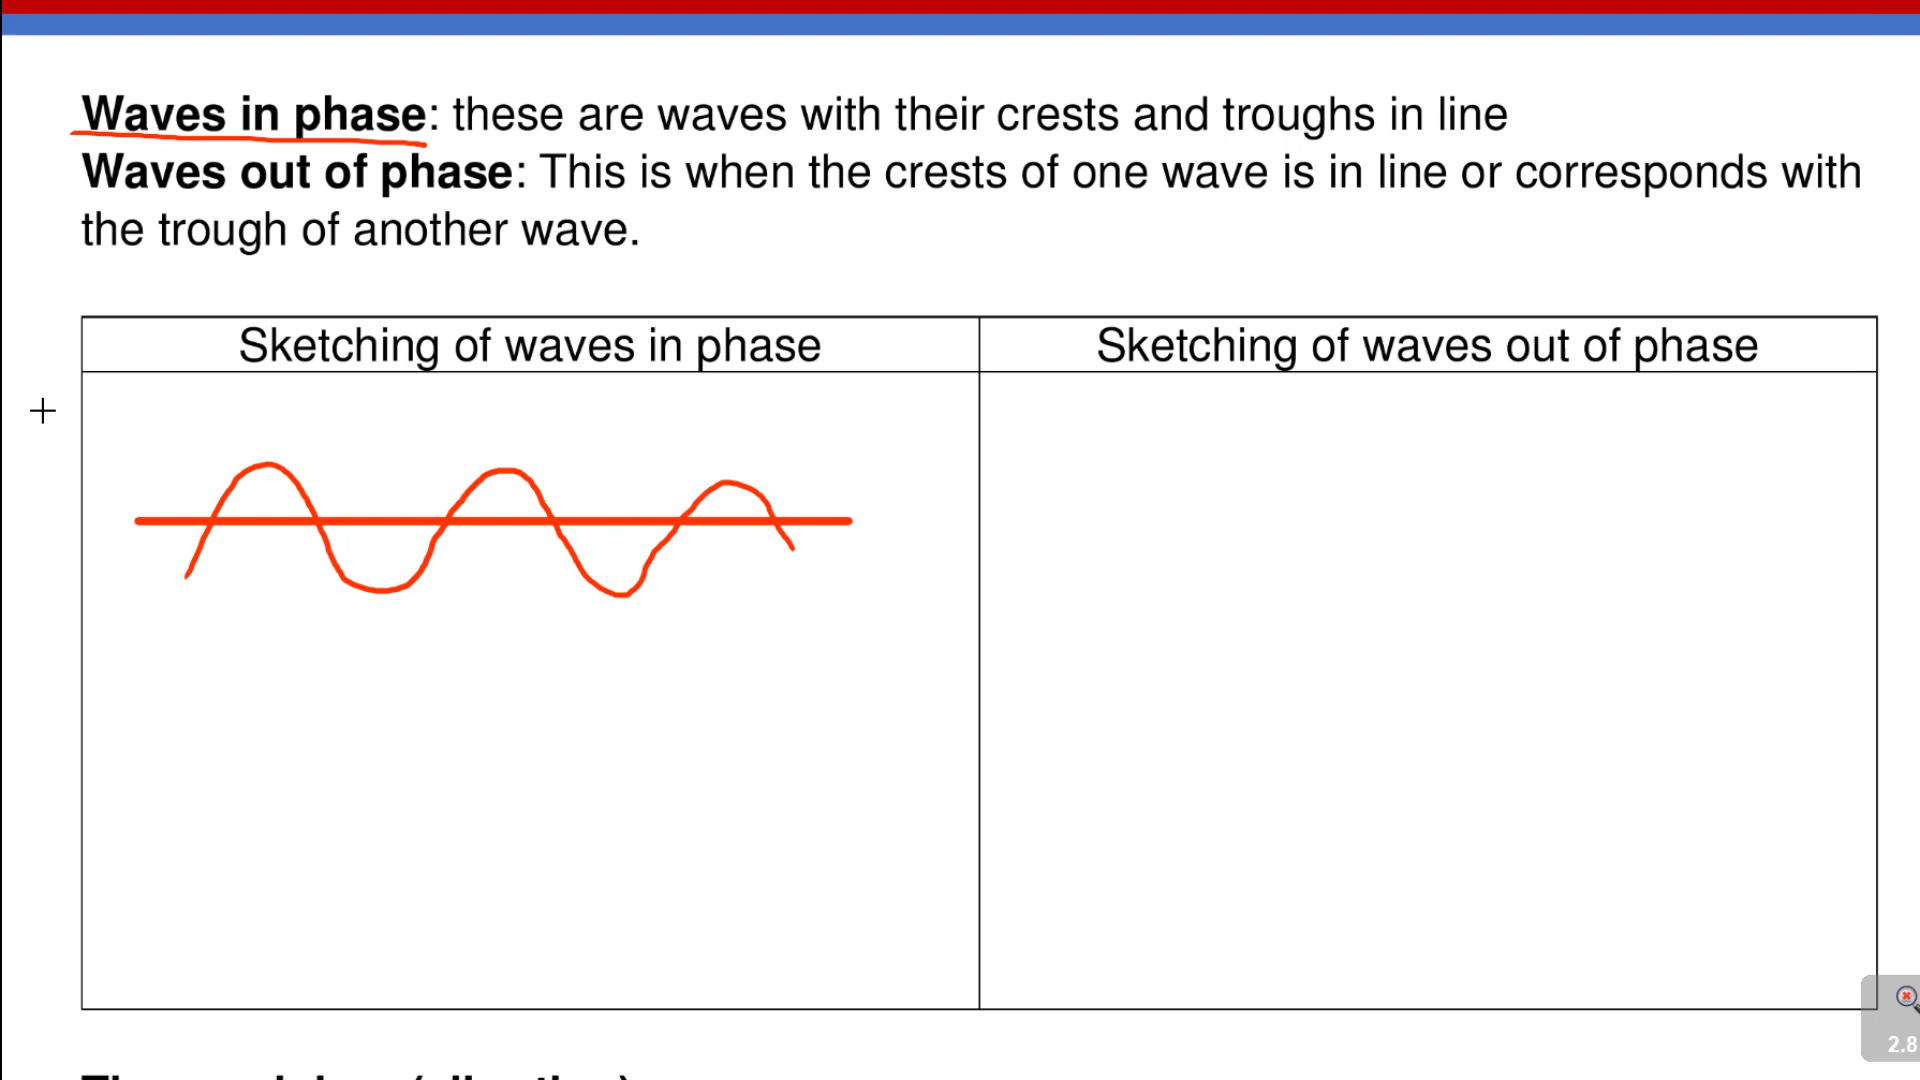 Waves in phase: these are waves with their crests and troughs in line
Waves out of phase: This is when the crests of one wave is in line or corresponds with
the trough of another wave.
Sketching of waves in phase
Sketching of waves out of phase
2.8